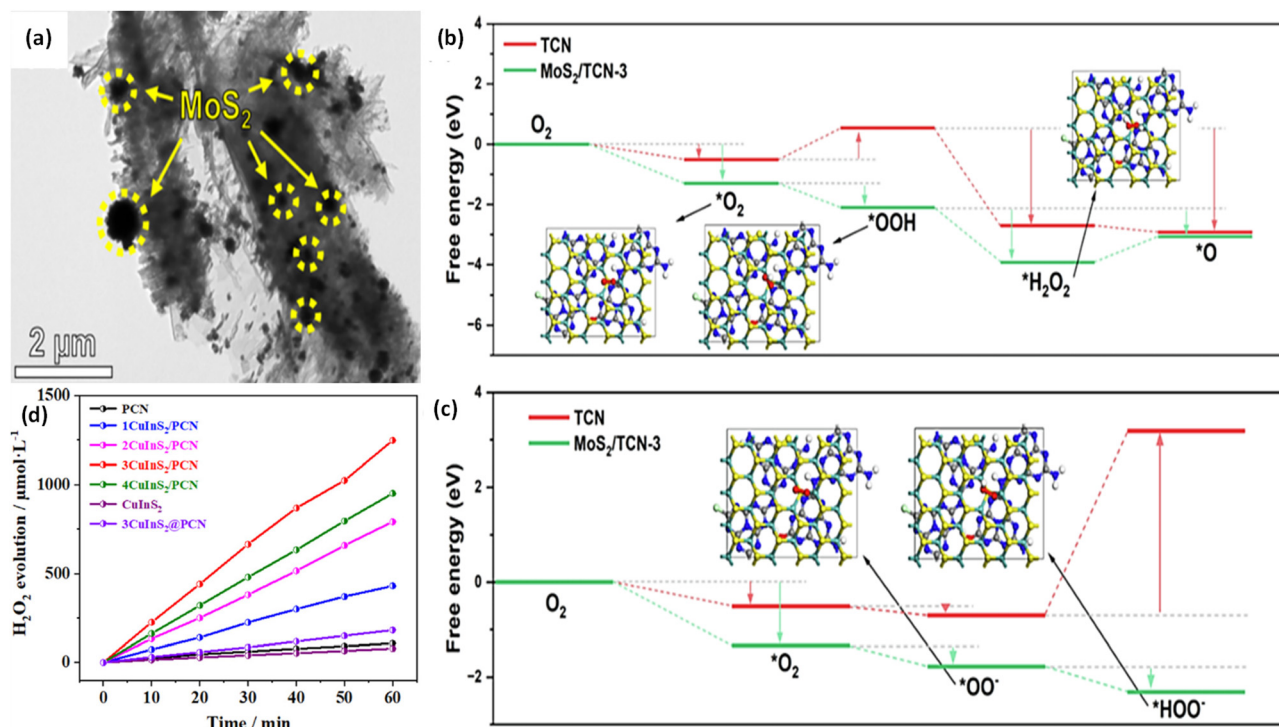 (a)
MoS₂
2 μm
(b)
Free energy (eV)
4
2
0
-2
-4
-6
TCN
MoS₂/TCN-3
O₂
*O₂
*OOH
*H₂O₂
*O
(d)
H₂O₂ evolution / μmol·L⁻¹
1500
1000
500
0
PCN
1CuInS₂/PCN
2CuInS₂/PCN
3CuInS₂/PCN
4CuInS₂/PCN
CuInS₂
3CuInS₂@PCN
0 10 20 30 40 50 60
Time / min
(c)
Free energy (eV)
4
2
0
-2
TCN
MoS₂/TCN-3
O₂
*O₂
*OO⁻
*HOO⁻